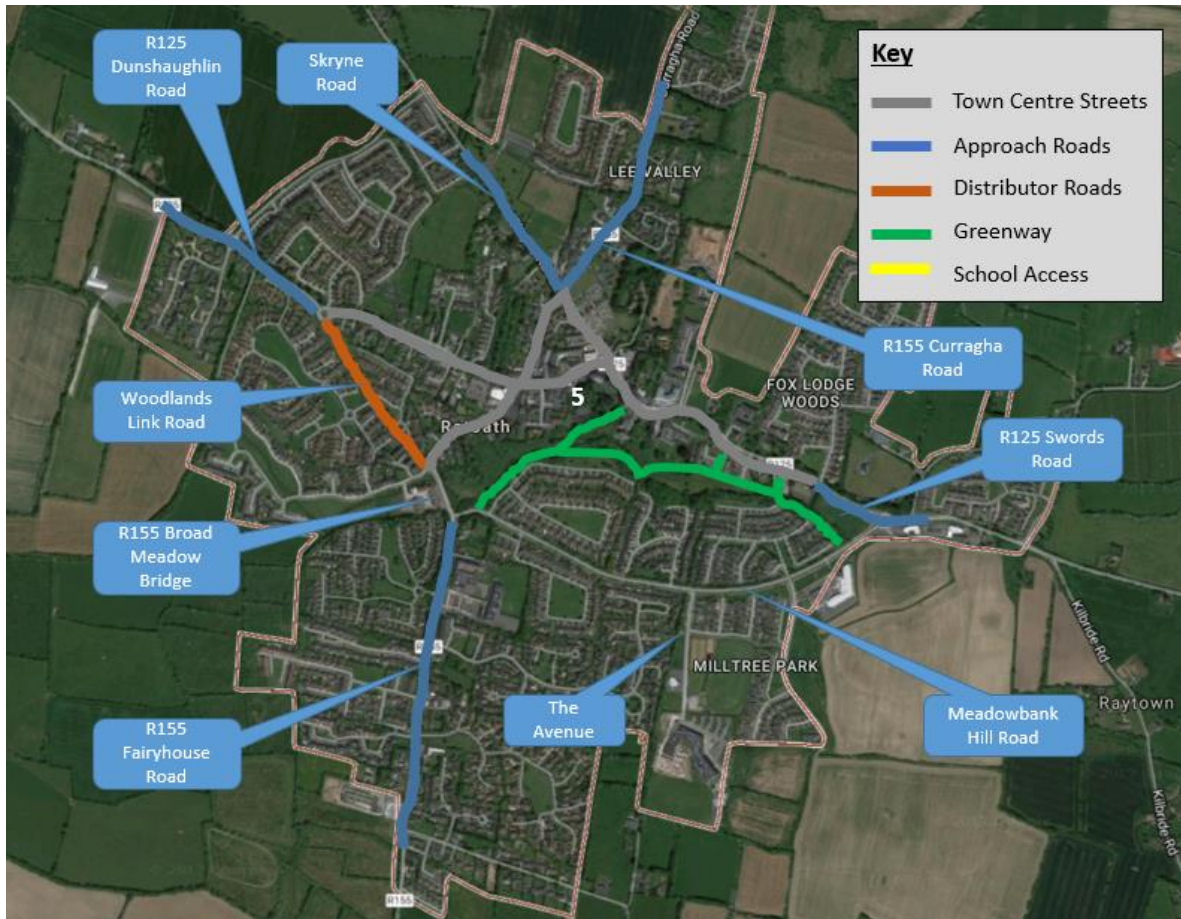 R125
Dunshaughlin
Road
Skryne
Road
Curragha Road
Key
Town Centre Streets
Approach Roads
Distributor Roads
Greenway
School Access
LEE VALLEY
R155 Curragha
Road
Woodlands
Link Road
5
FOX LODGE
WOODS
R125 Swords
Road
R125
R155 Broad
Meadow
Bridge
Kilbride Rd
MILLTREE PARK
The
Avenue
Meadowbank
Hill Road
Raytown
R155
Fairyhouse
Road
Kilbride Rd
R155